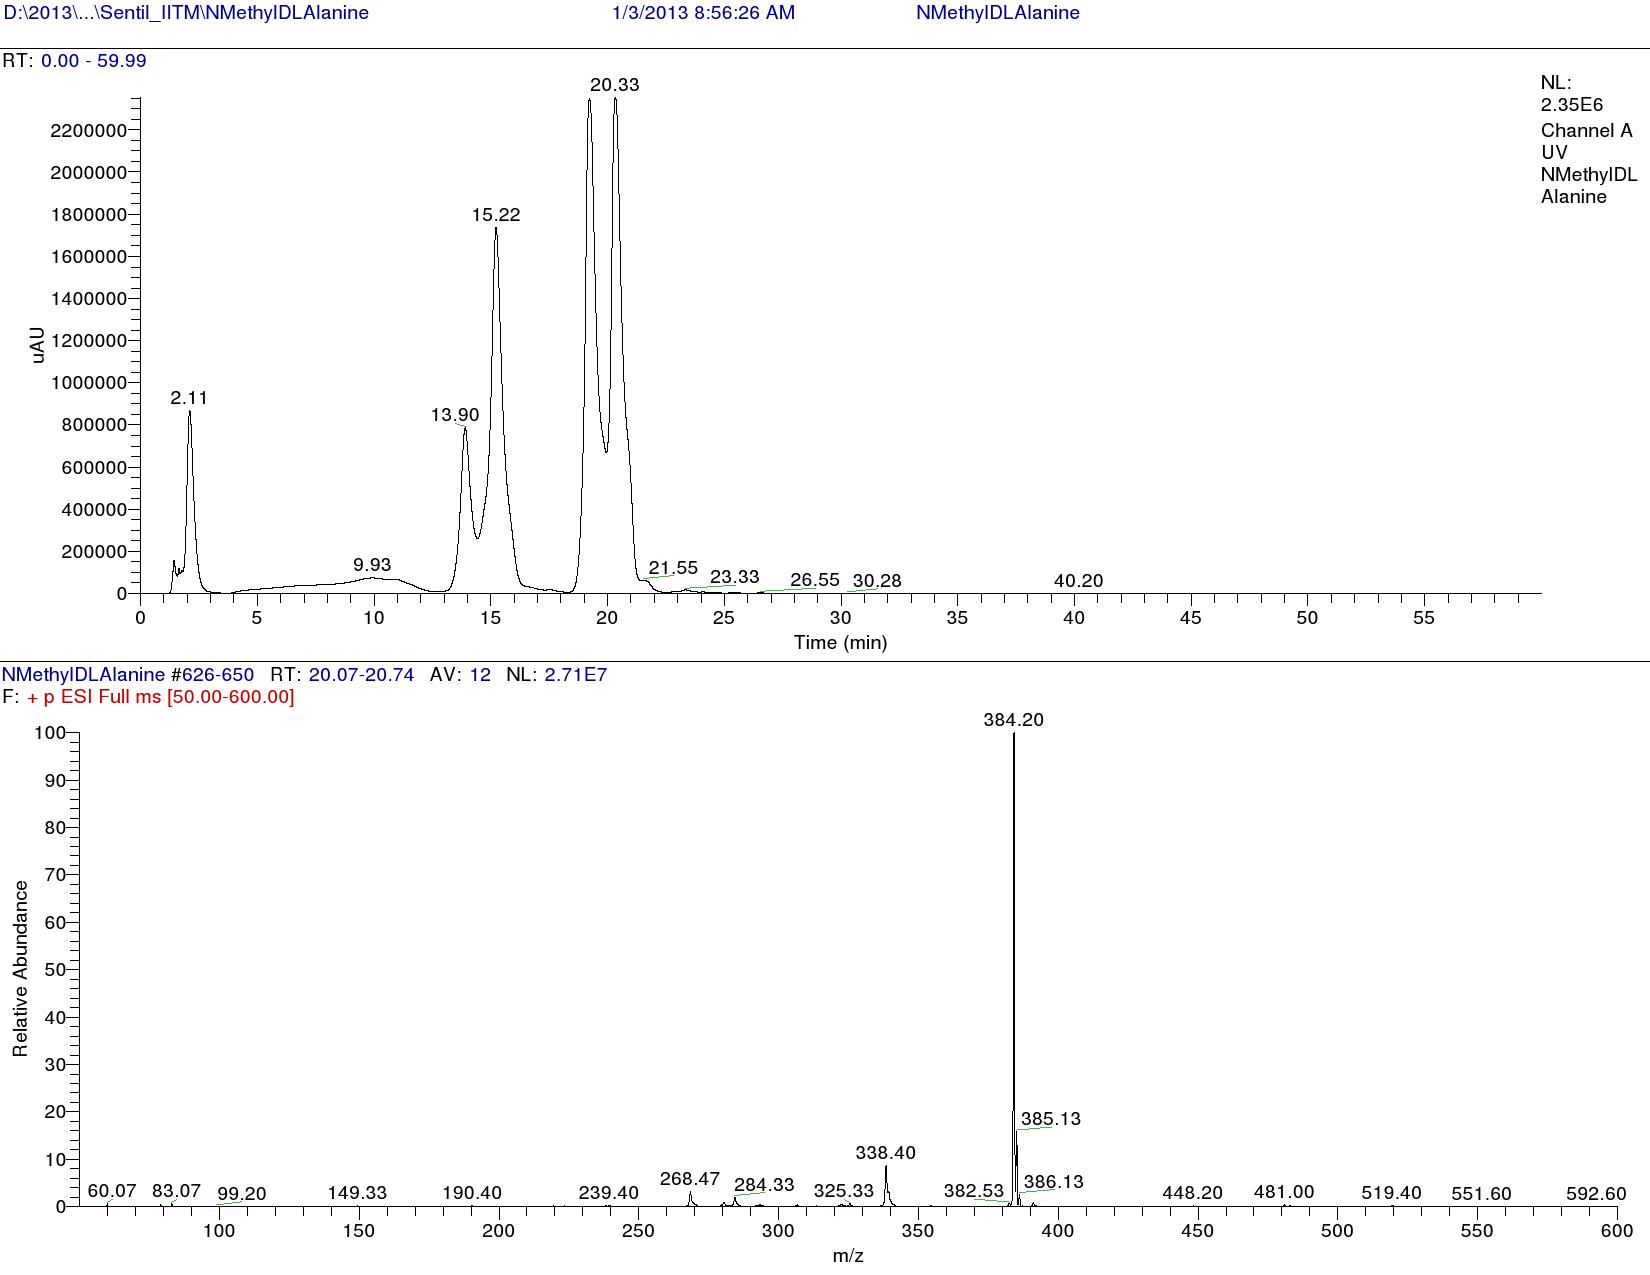 D:\2013\...\Sentil_IITM\NMethylDLAlanine 1/3/2013 8:56:26 AM NMethylDLAlanine
RT: 0.00 - 59.99
NL:
2.35E6
Channel A
UV
NMethylDL
Alanine
20.33
15.22
2.11
13.90
9.93
21.55
23.33
26.55
30.28
40.20
2200000
2000000
1800000
1600000
1400000
1200000
1000000
800000
600000
400000
200000
0
uAU
0 5 10 15 20 25 30 35 40 45 50 55
Time (min)
NMethylDLAlanine #626-650 RT: 20.07-20.74 AV: 12 NL: 2.71E7
F: + p ESI Full ms [50.00-600.00]
384.20
385.13
338.40
60.07 83.07 99.20 149.33 190.40 239.40 268.47 284.33 325.33 382.53 386.13 448.20 481.00 519.40 551.60 592.60
100
90
80
70
60
50
40
30
20
10
0
Relative Abundance
100 150 200 250 300 350 400 450 500 550 600
m/z